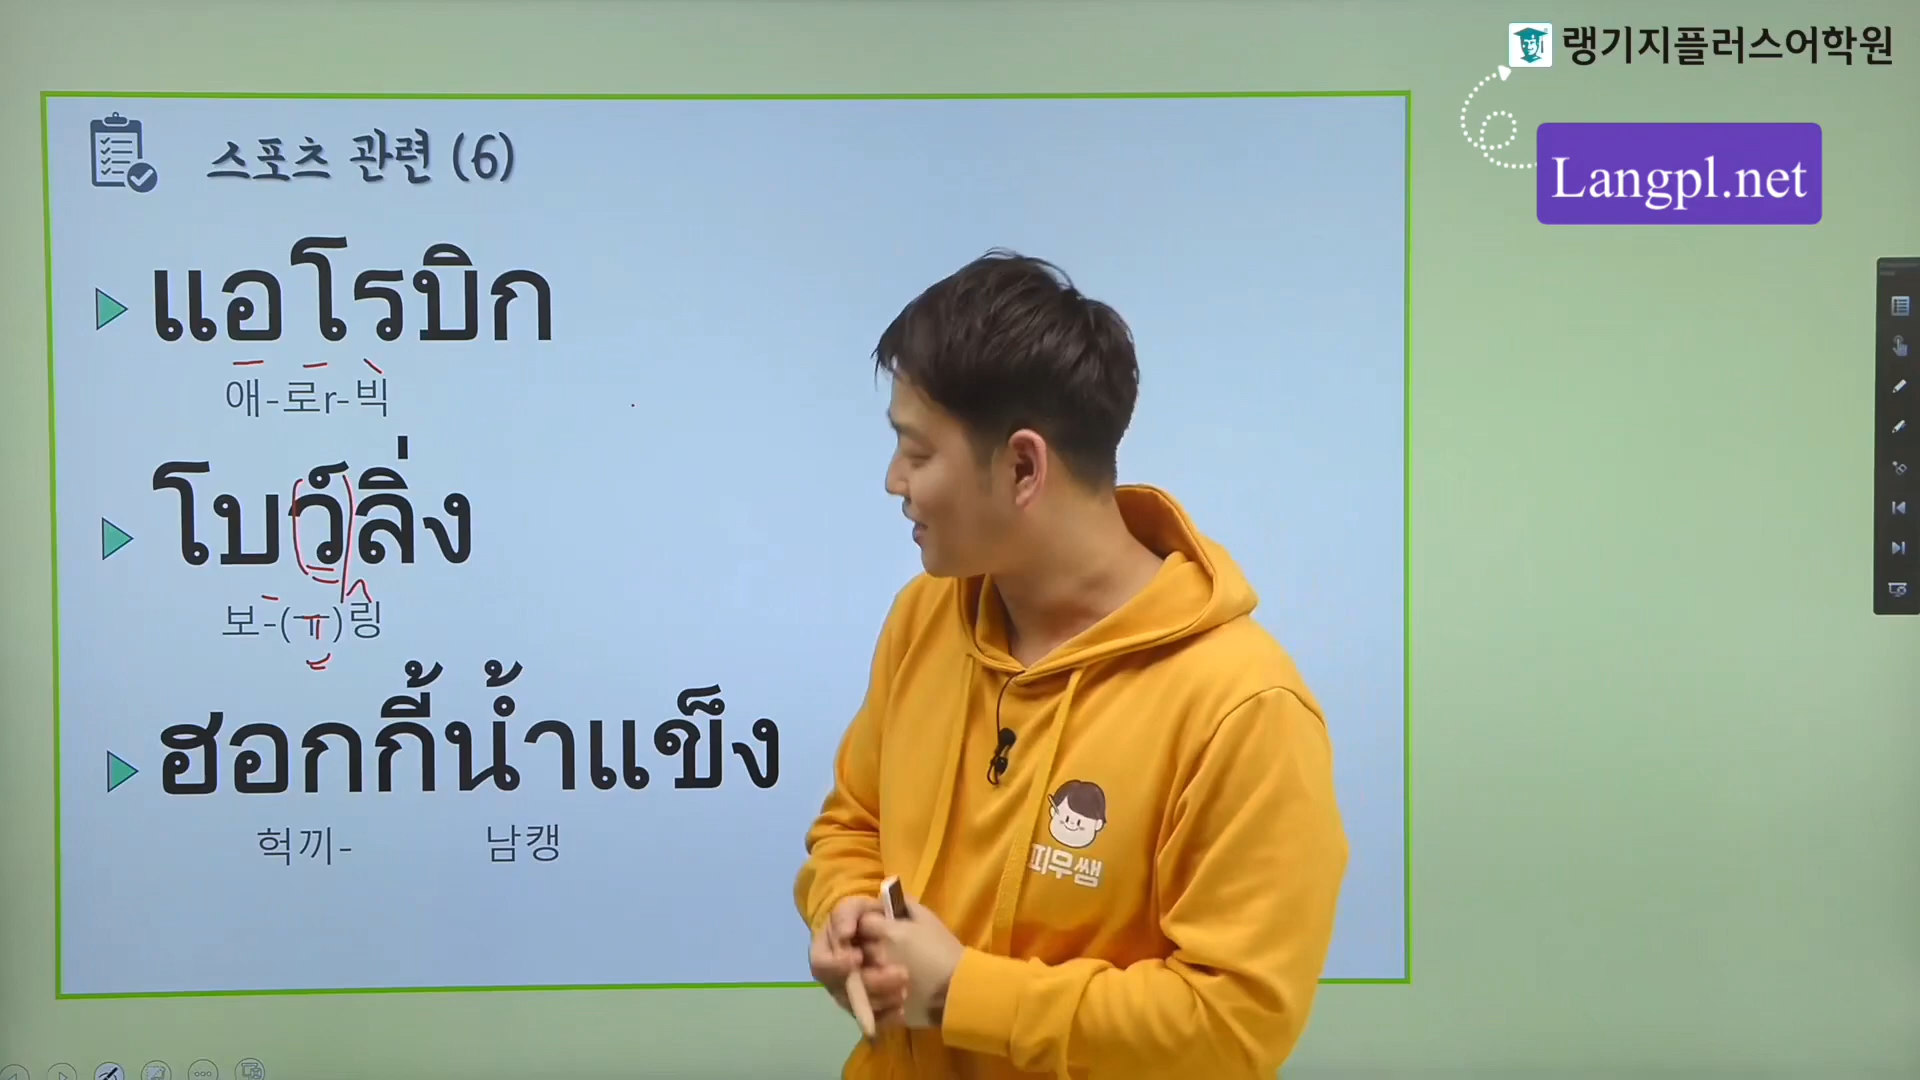 랭기지플러스어학원
Langpl.net
스포츠 관련 (6)
แอโรบิก
애-로r-빅
โบว์ลิ่ง
보-(ㅠ)링
ฮอกกี้น้ำแข็ง
헉끼- 남캥
피무쌤